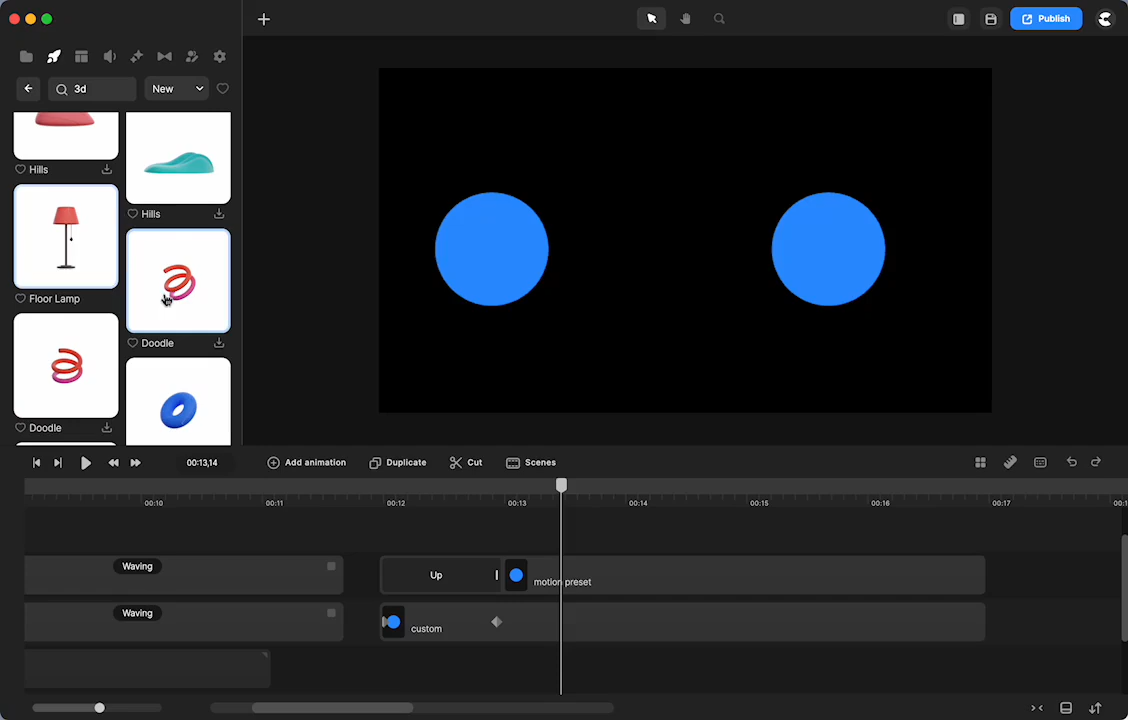 Publish
3d
New
Hills
Hills
Floor Lamp
Doodle
Doodle
00:13,14
Add animation
Duplicate
Cut
Scenes
00:10
00:11
00:12
00:13
00:14
00:15
00:16
00:17
00:1
Waving
Up
motion preset
Waving
custom